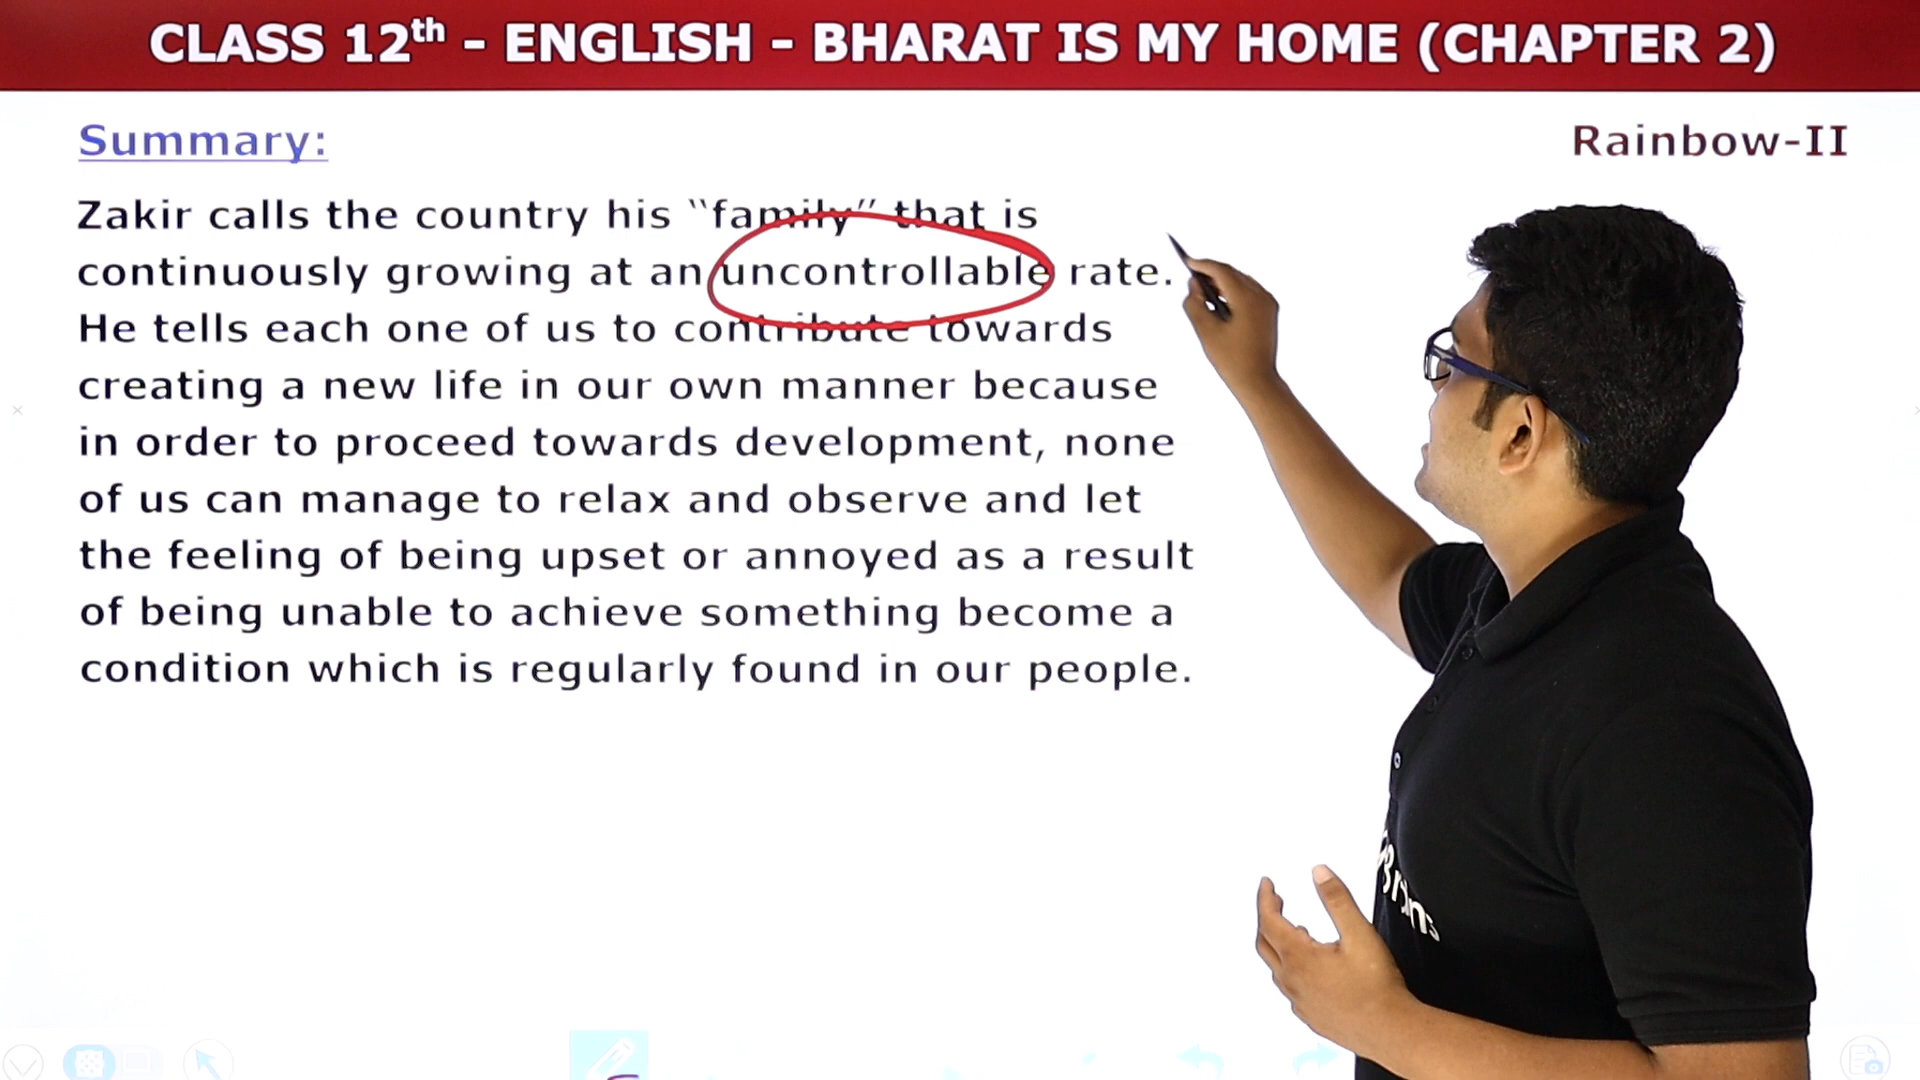 CLASS 12th - ENGLISH - BHARAT IS MY HOME (CHAPTER 2)
Summary:
Rainbow-II
Zakir calls the country his "family" that is
continuously growing at an uncontrollable rate.
He tells each one of us to contribute towards
creating a new life in our own manner because
in order to proceed towards development, none
of us can manage to relax and observe and let
the feeling of being upset or annoyed as a result
of being unable to achieve something become a
condition which is regularly found in our people.